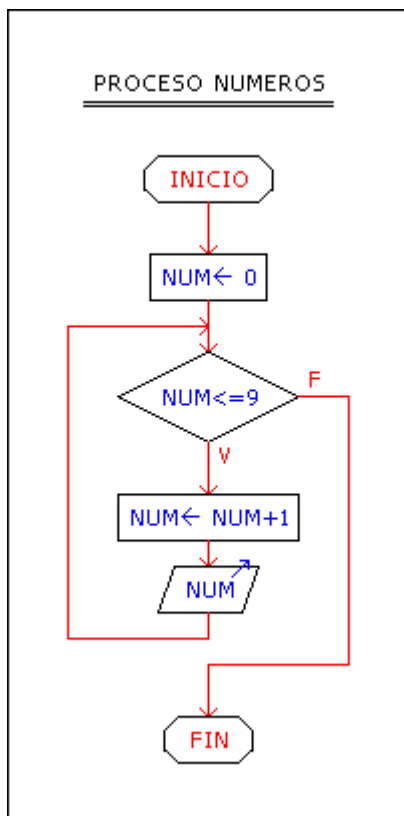 PROCESO NUMEROS
INICIO
NUM← 0
NUM<=9
F
V
NUM← NUM+1
NUM
FIN